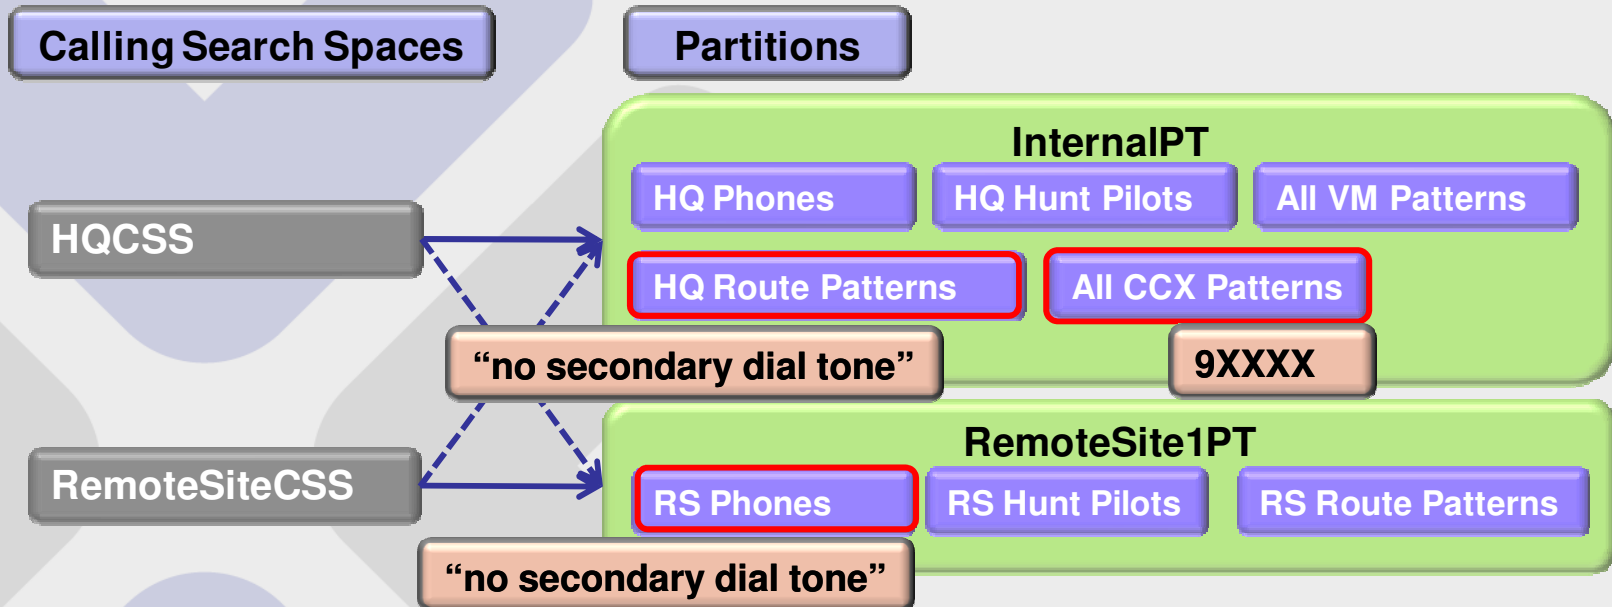 Calling Search Spaces
Partitions
InternalPT
HQ Phones
HQ Hunt Pilots
All VM Patterns
HQCSS
HQ Route Patterns
All CCX Patterns
“no secondary dial tone”
9XXXX
RemoteSite1PT
RemoteSiteCSS
RS Phones
RS Hunt Pilots
RS Route Patterns
“no secondary dial tone”